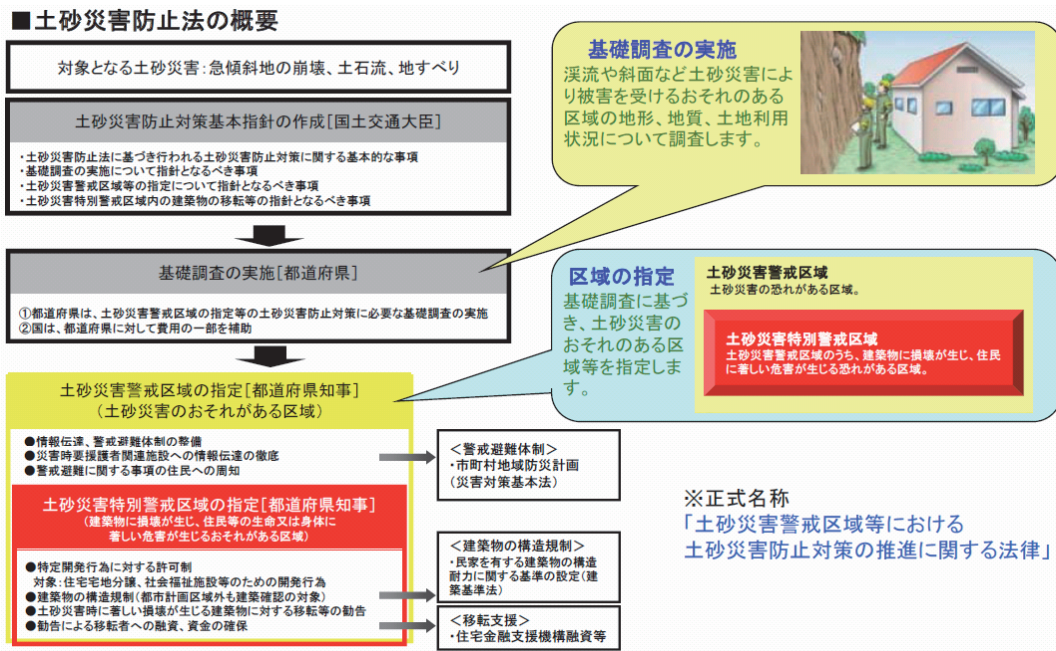 ■土砂災害防止法の概要
対象となる土砂災害：急傾斜地の崩壊、土石流、地すべり
土砂災害防止対策基本指針の作成[国土交通大臣]
・土砂災害防止法に基づき行われる土砂災害防止対策に関する基本的な事項
・基礎調査の実施について指針となるべき事項
・土砂災害警戒区域等の指定について指針となるべき事項
・土砂災害特別警戒区域内の建築物の移転等の指針となるべき事項
基礎調査の実施[都道府県]
①都道府県は、土砂災害警戒区域の指定等の土砂災害防止対策に必要な基礎調査の実施
②国は、都道府県に対して費用の一部を補助
土砂災害警戒区域の指定[都道府県知事]
（土砂災害のおそれがある区域）
●情報伝達、警戒避難体制の整備
●災害時要援護者関連施設への情報伝達の徹底
●警戒避難に関する事項の住民への周知
土砂災害特別警戒区域の指定[都道府県知事]
（建築物に損壊が生じ、住民等の生命又は身体に
著しい危害が生じるおそれがある区域）
●特定開発行為に対する許可制
対象：住宅宅地分譲、社会福祉施設等のための開発行為
●建築物の構造規制（都市計画区域外も建築確認の対象）
●土砂災害時に著しい損壊が生じる建築物に対する移転等の勧告
●勧告による移転者への融資、資金の確保
＜警戒避難体制＞
・市町村地域防災計画
（災害対策基本法）
＜建築物の構造規制＞
・民家を有する建築物の構造
耐力に関する基準の設定（建
築基準法）
＜移転支援＞
・住宅金融支援機構融資等
基礎調査の実施
渓流や斜面など土砂災害によ
り被害を受けるおそれのある
区域の地形、地質、土地利用
状況について調査します。
区域の指定
基礎調査に基づ
き、土砂災害の
おそれのある区
域等を指定しま
す。
土砂災害警戒区域
土砂災害の恐れがある区域。
土砂災害特別警戒区域
土砂災害警戒区域のうち、建築物に損壊が生じ、住民
に著しい危害が生じる恐れがある区域。
※正式名称
「土砂災害警戒区域等における
土砂災害防止対策の推進に関する法律」